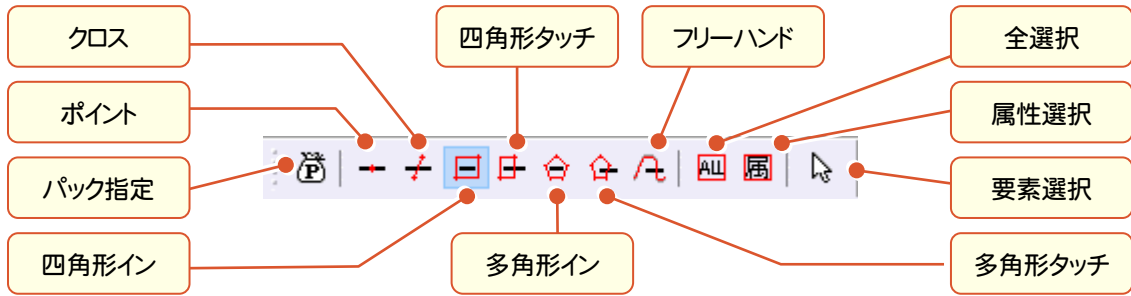 クロス
四角形タッチ
フリーハンド
全選択
ポイント
属性選択
P
ALL
属
パック指定
要素選択
四角形イン
多角形イン
多角形タッチ